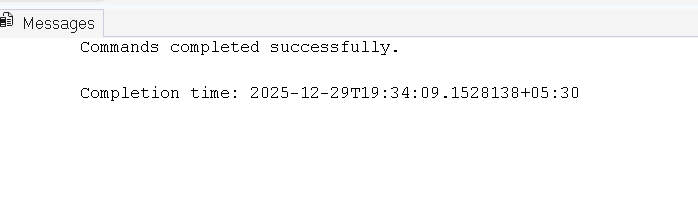 Messages
Commands completed successfully.
Completion time: 2025-12-29T19:34:09.1528138+05:30